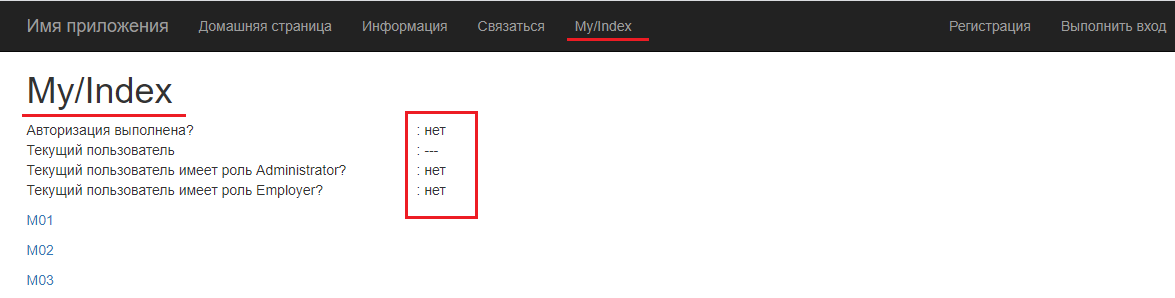 Имя приложения Домашняя страница Информация Связаться My/Index Регистрация Выполнить вход
My/Index
Авторизация выполнена? : нет
Текущий пользователь : ---
Текущий пользователь имеет роль Administrator? : нет
Текущий пользователь имеет роль Employer? : нет
M01
M02
M03